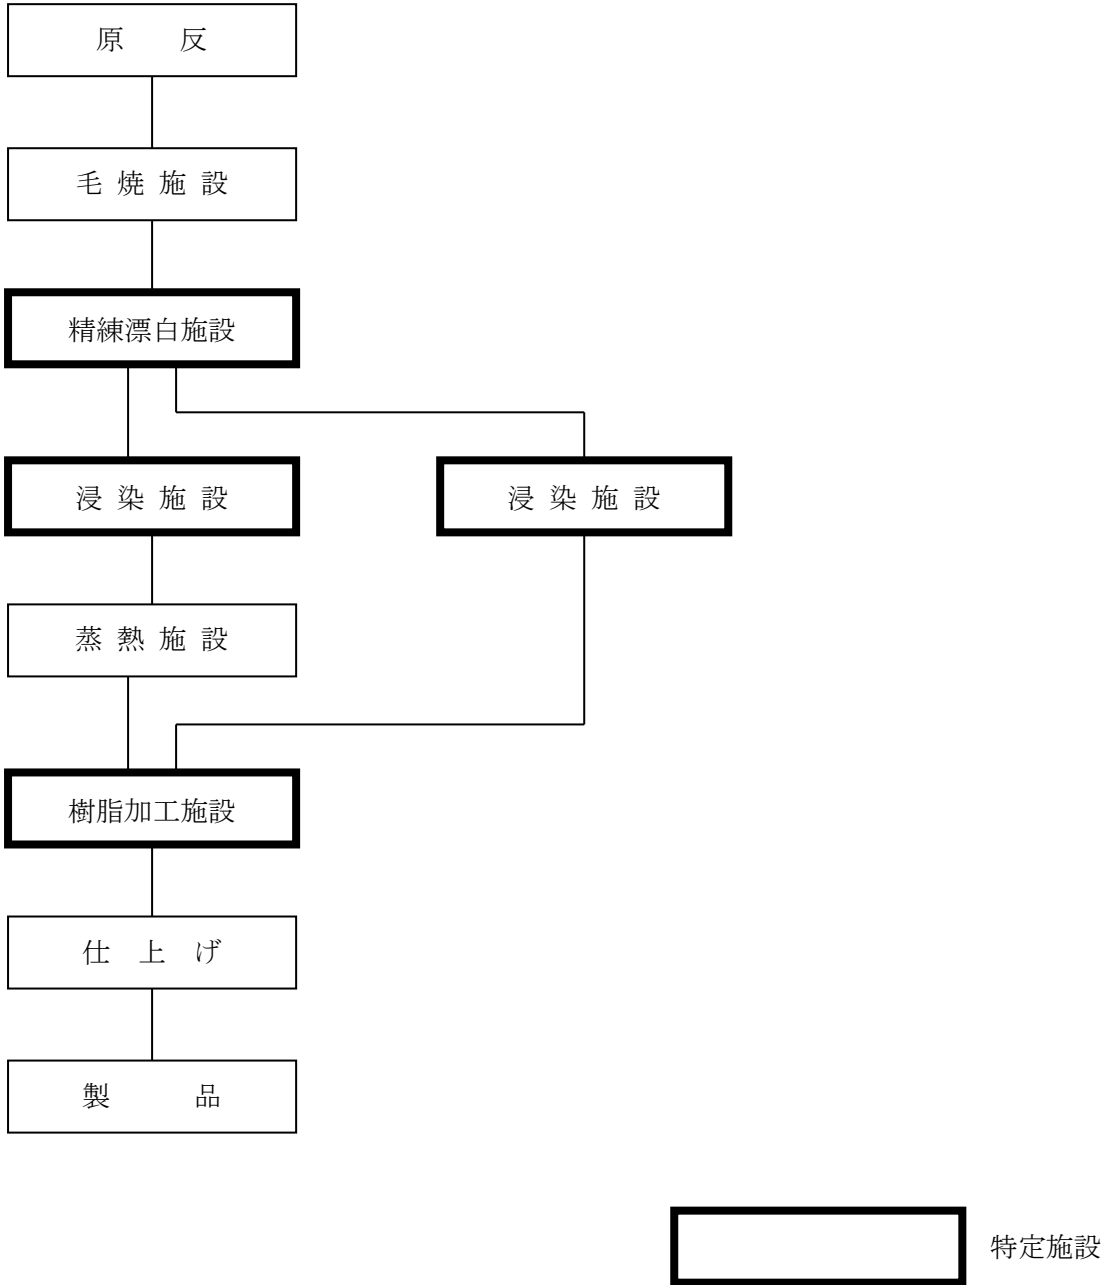 原　　反
毛 焼 施 設
精練漂白施設
浸 染 施 設
浸 染 施 設
蒸 熱 施 設
樹脂加工施設
仕　上　げ
製　　　品
特定施設